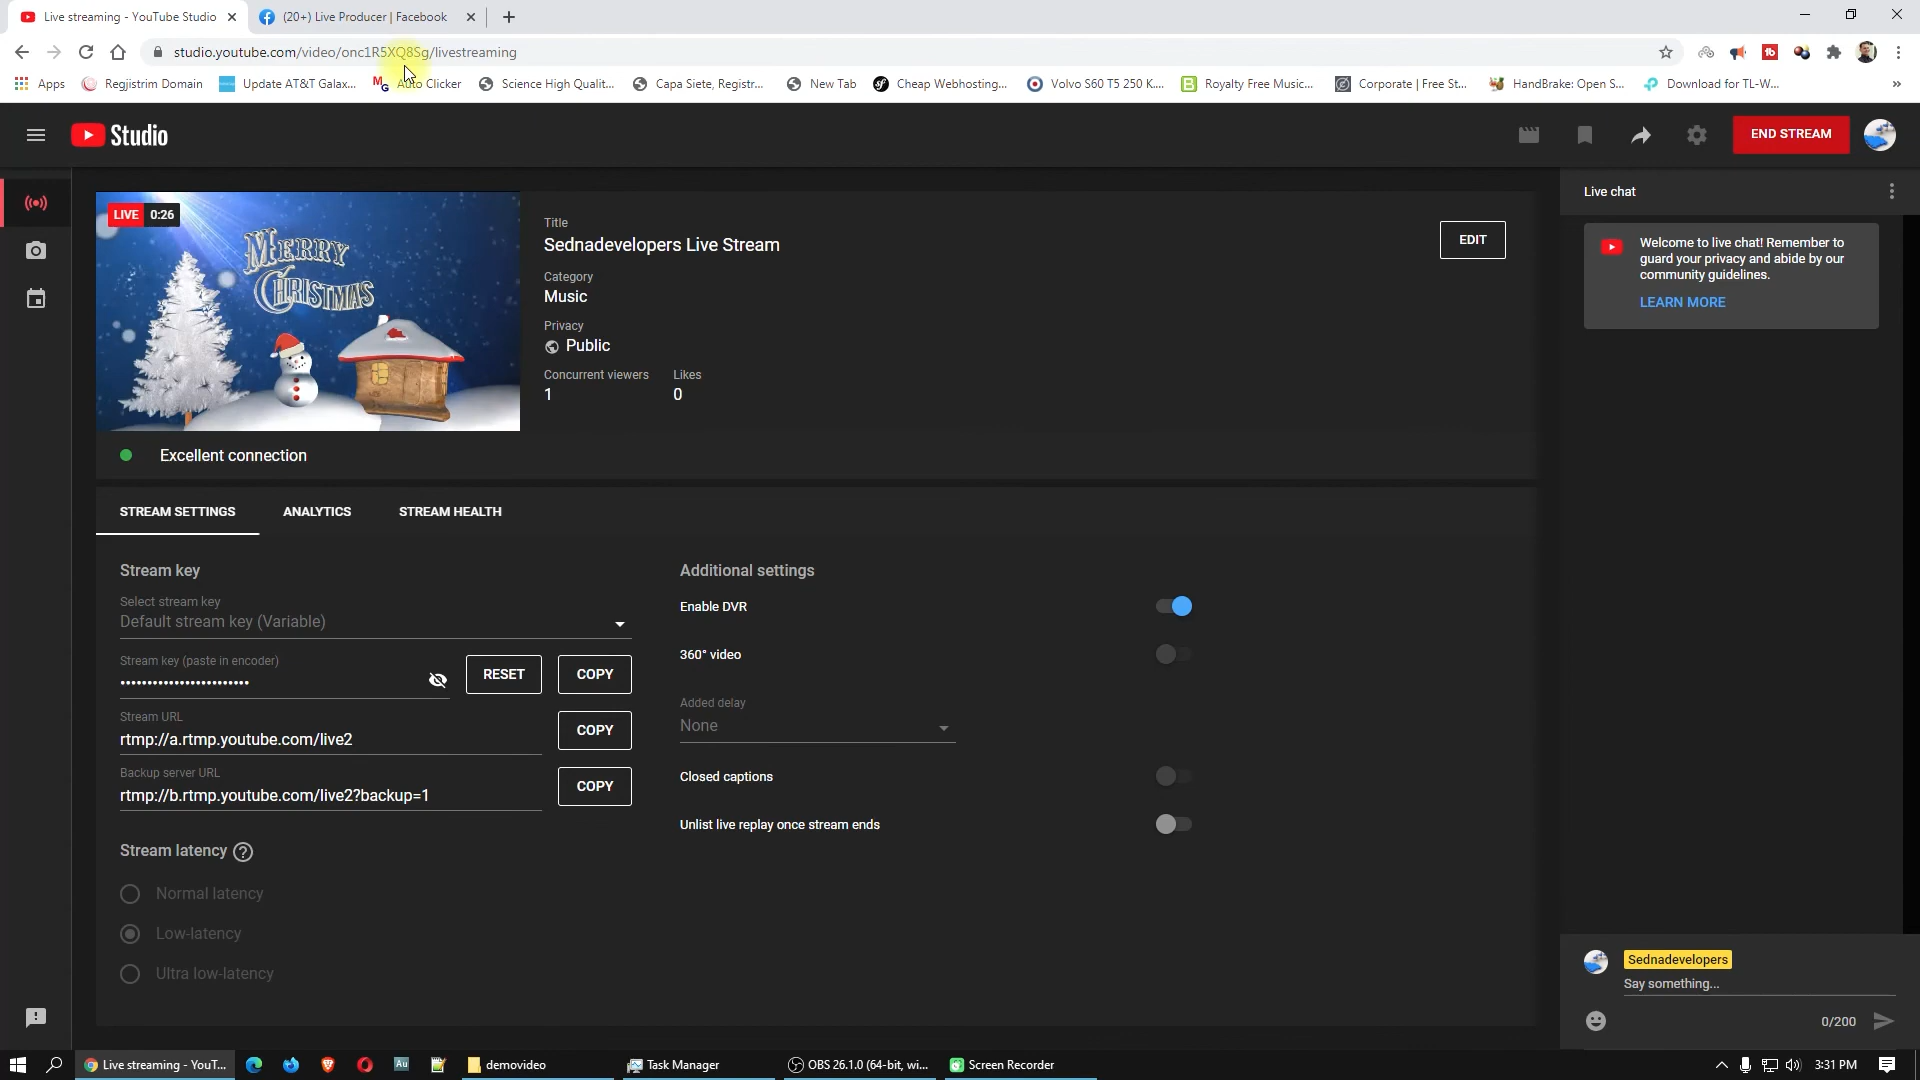 Live streaming - YouTube Studio
(20+) Live Producer | Facebook
studio.youtube.com/video/onc1R5XQ8Sg/livestreaming
Apps
Regjistrim Domain
Update AT&T Galax...
Auto Clicker
Science High Qualit...
Capa Siete, Registr...
New Tab
Cheap Webhosting...
Volvo S60 T5 250 K....
Royalty Free Music...
Corporate | Free St...
HandBrake: Open S...
Download for TL-W...
»
Studio
END STREAM
LIVE 0:26
MERRY
CHRISTMAS
Title
Sednadevelopers Live Stream
EDIT
Category
Music
Privacy
Public
Concurrent viewers
1
Likes
0
Excellent connection
Live chat
Welcome to live chat! Remember to
guard your privacy and abide by our
community guidelines.
LEARN MORE
STREAM SETTINGS
ANALYTICS
STREAM HEALTH
Stream key
Select stream key
Default stream key (Variable)
Stream key (paste in encoder)
••••••••••••••••••••••••
RESET
COPY
Stream URL
rtmp://a.rtmp.youtube.com/live2
COPY
Backup server URL
rtmp://b.rtmp.youtube.com/live2?backup=1
COPY
Stream latency
Normal latency
Low-latency
Ultra low-latency
Additional settings
Enable DVR
360° video
Added delay
None
Closed captions
Unlist live replay once stream ends
Sednadevelopers
Say something...
0/200
Live streaming - YouT...
Au
demovideo
Task Manager
OBS 26.1.0 (64-bit, wi...
Screen Recorder
3:31 PM